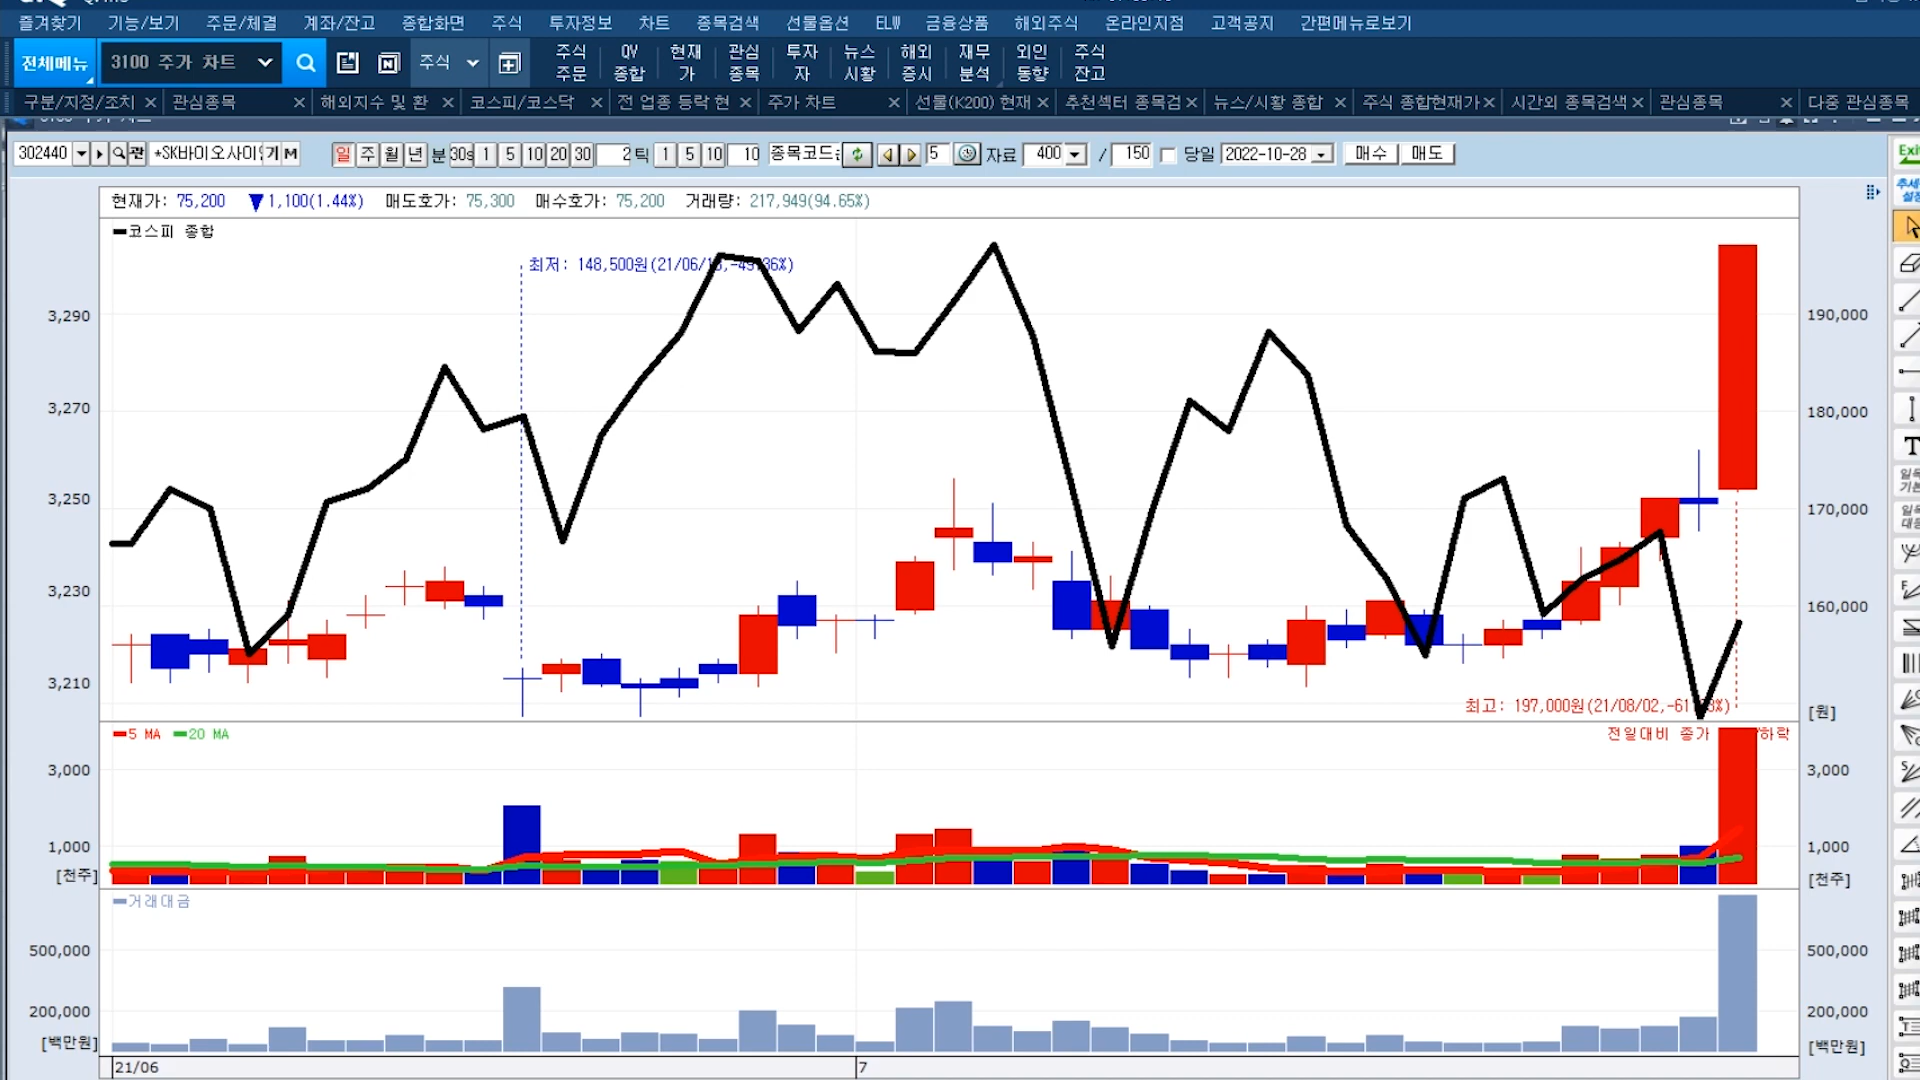 즐겨찾기 기능/보기 주문/체결 계좌/잔고 종합화면 주식 투자정보 차트 종목검색 선물옵션 ELW 금융상품 해외주식 온라인지점 고객공지 간편메뉴로보기
전체메뉴 3100 주가 차트 주식
주식 QV 현재 관심 투자 뉴스 해외 재무 외인 주식
주문 종합 가 종목 자 시황 증시 분석 동향 잔고
구분/지정/조치 관심종목 해외지수 및 환 코스피/코스닥 전 업종 등락 현 주가 차트 선물(K200) 현재 추천섹터 종목검 뉴스/시황 종합 주식 종합현재가 시간외 종목검색 관심종목 다중 관심종목
302440 관 *SK바이오사이 기 M 일 주 월 년 분 30s 1 5 10 20 30 2 틱 1 5 10 10 종목코드 5 자료 400 / 150 당일 2022-10-28 매수 매도
현재가: 75,200 ▼1,100(1.44%) 매도호가: 75,300 매수호가: 75,200 거래량: 217,949(94.65%)
코스피 종합
최저: 148,500원(21/06/
3,290 190,000
3,270 180,000
3,250 170,000
3,230 160,000
3,210
최고: 197,000원(21/08/02,
[원]
5 MA 20 MA
전일대비 종가 /하락
3,000 3,000
1,000 1,000
[천주] [천주]
거래대금
500,000 500,000
200,000 200,000
[백만원] [백만원]
21/06 7